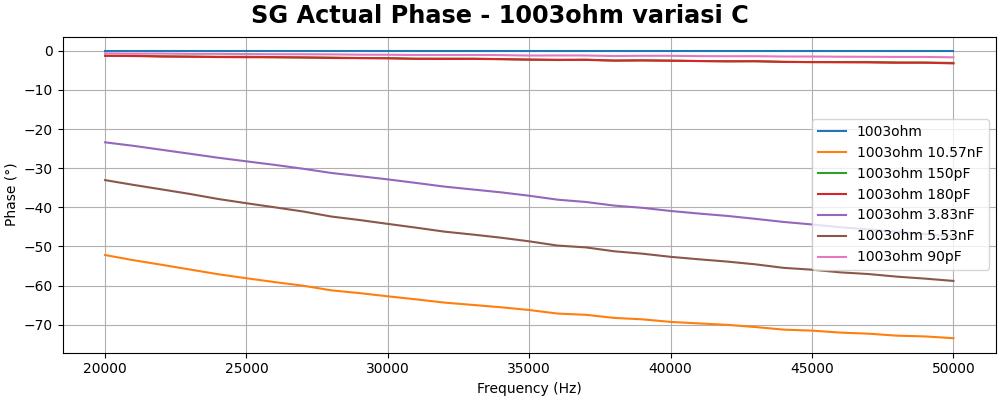 SG Actual Phase - 1003ohm variasi C
0
−10
−20
−30
−40
−50
−60
−70
Phase (°)
1003ohm
1003ohm 10.57nF
1003ohm 150pF
1003ohm 180pF
1003ohm 3.83nF
1003ohm 5.53nF
1003ohm 90pF
20000 25000 30000 35000 40000 45000 50000
Frequency (Hz)